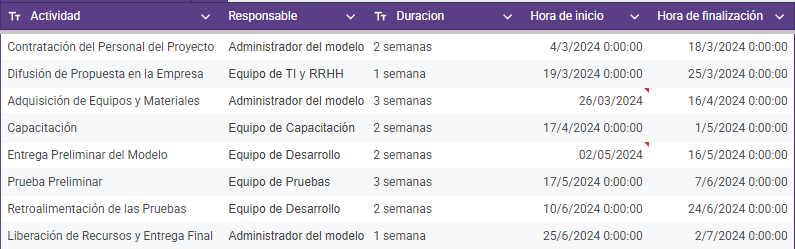 Tт Actividad Responsable Tт Duracion Hora de inicio Hora de finalización
Contratación del Personal del Proyecto Administrador del modelo 2 semanas 4/3/2024 0:00:00 18/3/2024 0:00:00
Difusión de Propuesta en la Empresa Equipo de TI y RRHH 1 semana 19/3/2024 0:00:00 25/3/2024 0:00:00
Adquisición de Equipos y Materiales Administrador del modelo 3 semanas 26/03/2024 16/4/2024 0:00:00
Capacitación Equipo de Capacitación 2 semanas 17/4/2024 0:00:00 1/5/2024 0:00:00
Entrega Preliminar del Modelo Equipo de Desarrollo 2 semanas 02/05/2024 16/5/2024 0:00:00
Prueba Preliminar Equipo de Pruebas 3 semanas 17/5/2024 0:00:00 7/6/2024 0:00:00
Retroalimentación de las Pruebas Equipo de Desarrollo 2 semanas 10/6/2024 0:00:00 24/6/2024 0:00:00
Liberación de Recursos y Entrega Final Administrador del modelo 1 semana 25/6/2024 0:00:00 2/7/2024 0:00:00